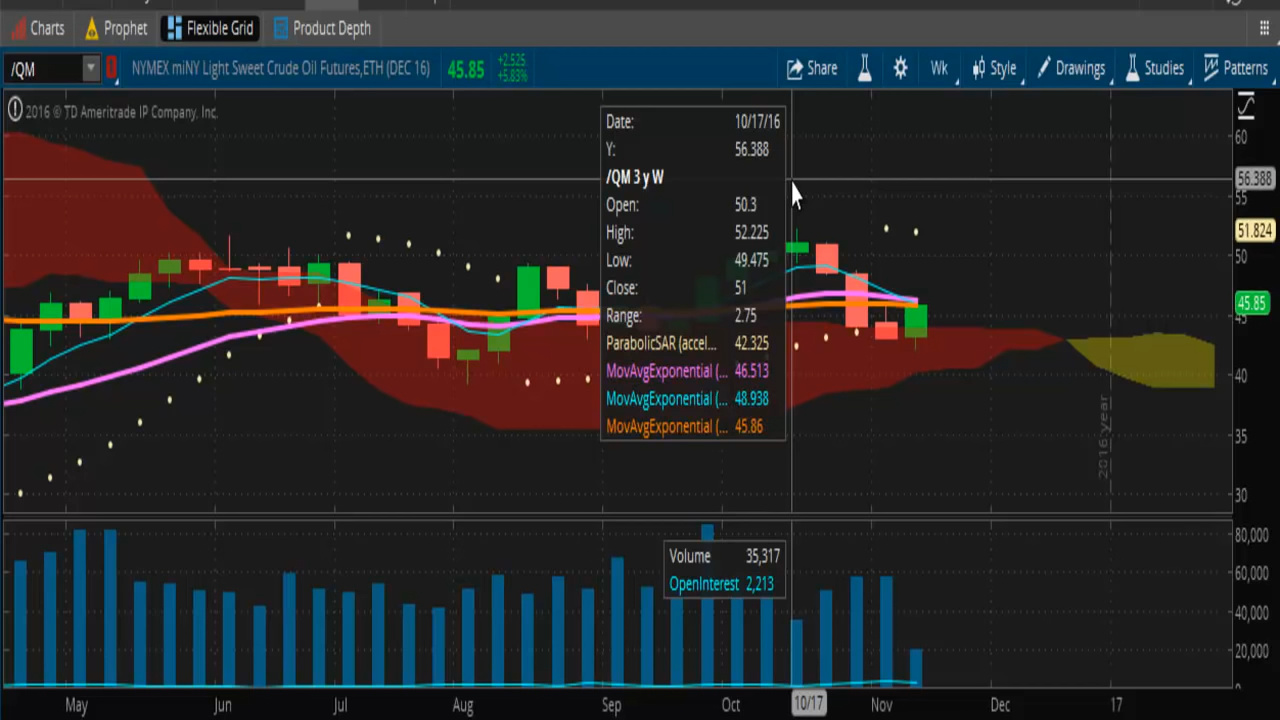 Charts Prophet Flexible Grid Product Depth
/QM NYMEX miNY Light Sweet Crude Oil Futures,ETH (DEC 16) 45.85 +2.525 +5.83% Share Wk Style Drawings Studies Patterns
2016 © TD Ameritrade IP Company, Inc.
Date: 10/17/16
Y: 56.388
/QM 3 y W
Open: 50.3
High: 52.225
Low: 49.475
Close: 51
Range: 2.75
ParabolicSAR (accel... 42.325
MovAvgExponential (... 46.513
MovAvgExponential (... 48.938
MovAvgExponential (... 45.86
60
56.388
55
51.824
50
45.85
45
40
35
30
2016 year
Volume 35,317
OpenInterest 2,213
80,000
60,000
40,000
20,000
0
May Jun Jul Aug Sep Oct 10/17 Nov Dec 17